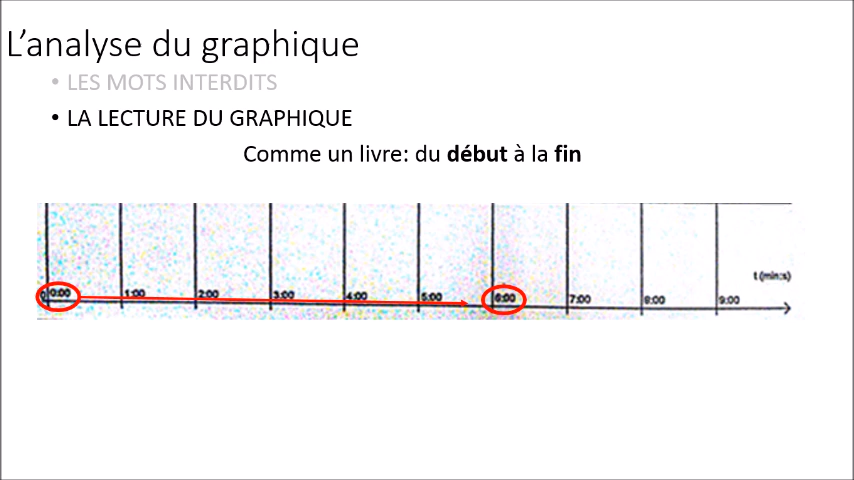 L'analyse du graphique
• LES MOTS INTERDITS
• LA LECTURE DU GRAPHIQUE
Comme un livre: du début à la fin
t (min:s)
0 0:00 1:00 2:00 3:00 4:00 5:00 6:00 7:00 8:00 9:00